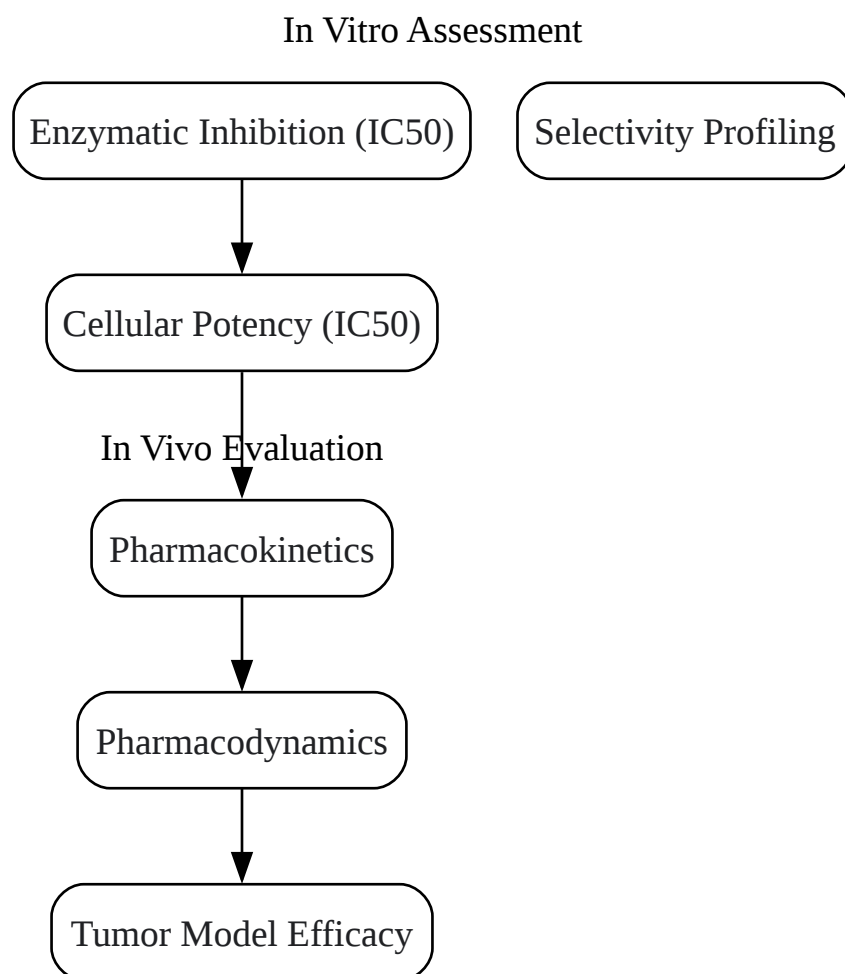 In Vitro Assessment
Enzymatic Inhibition (IC50)
Selectivity Profiling
Cellular Potency (IC50)
In Vivo Evaluation
Pharmacokinetics
Pharmacodynamics
Tumor Model Efficacy